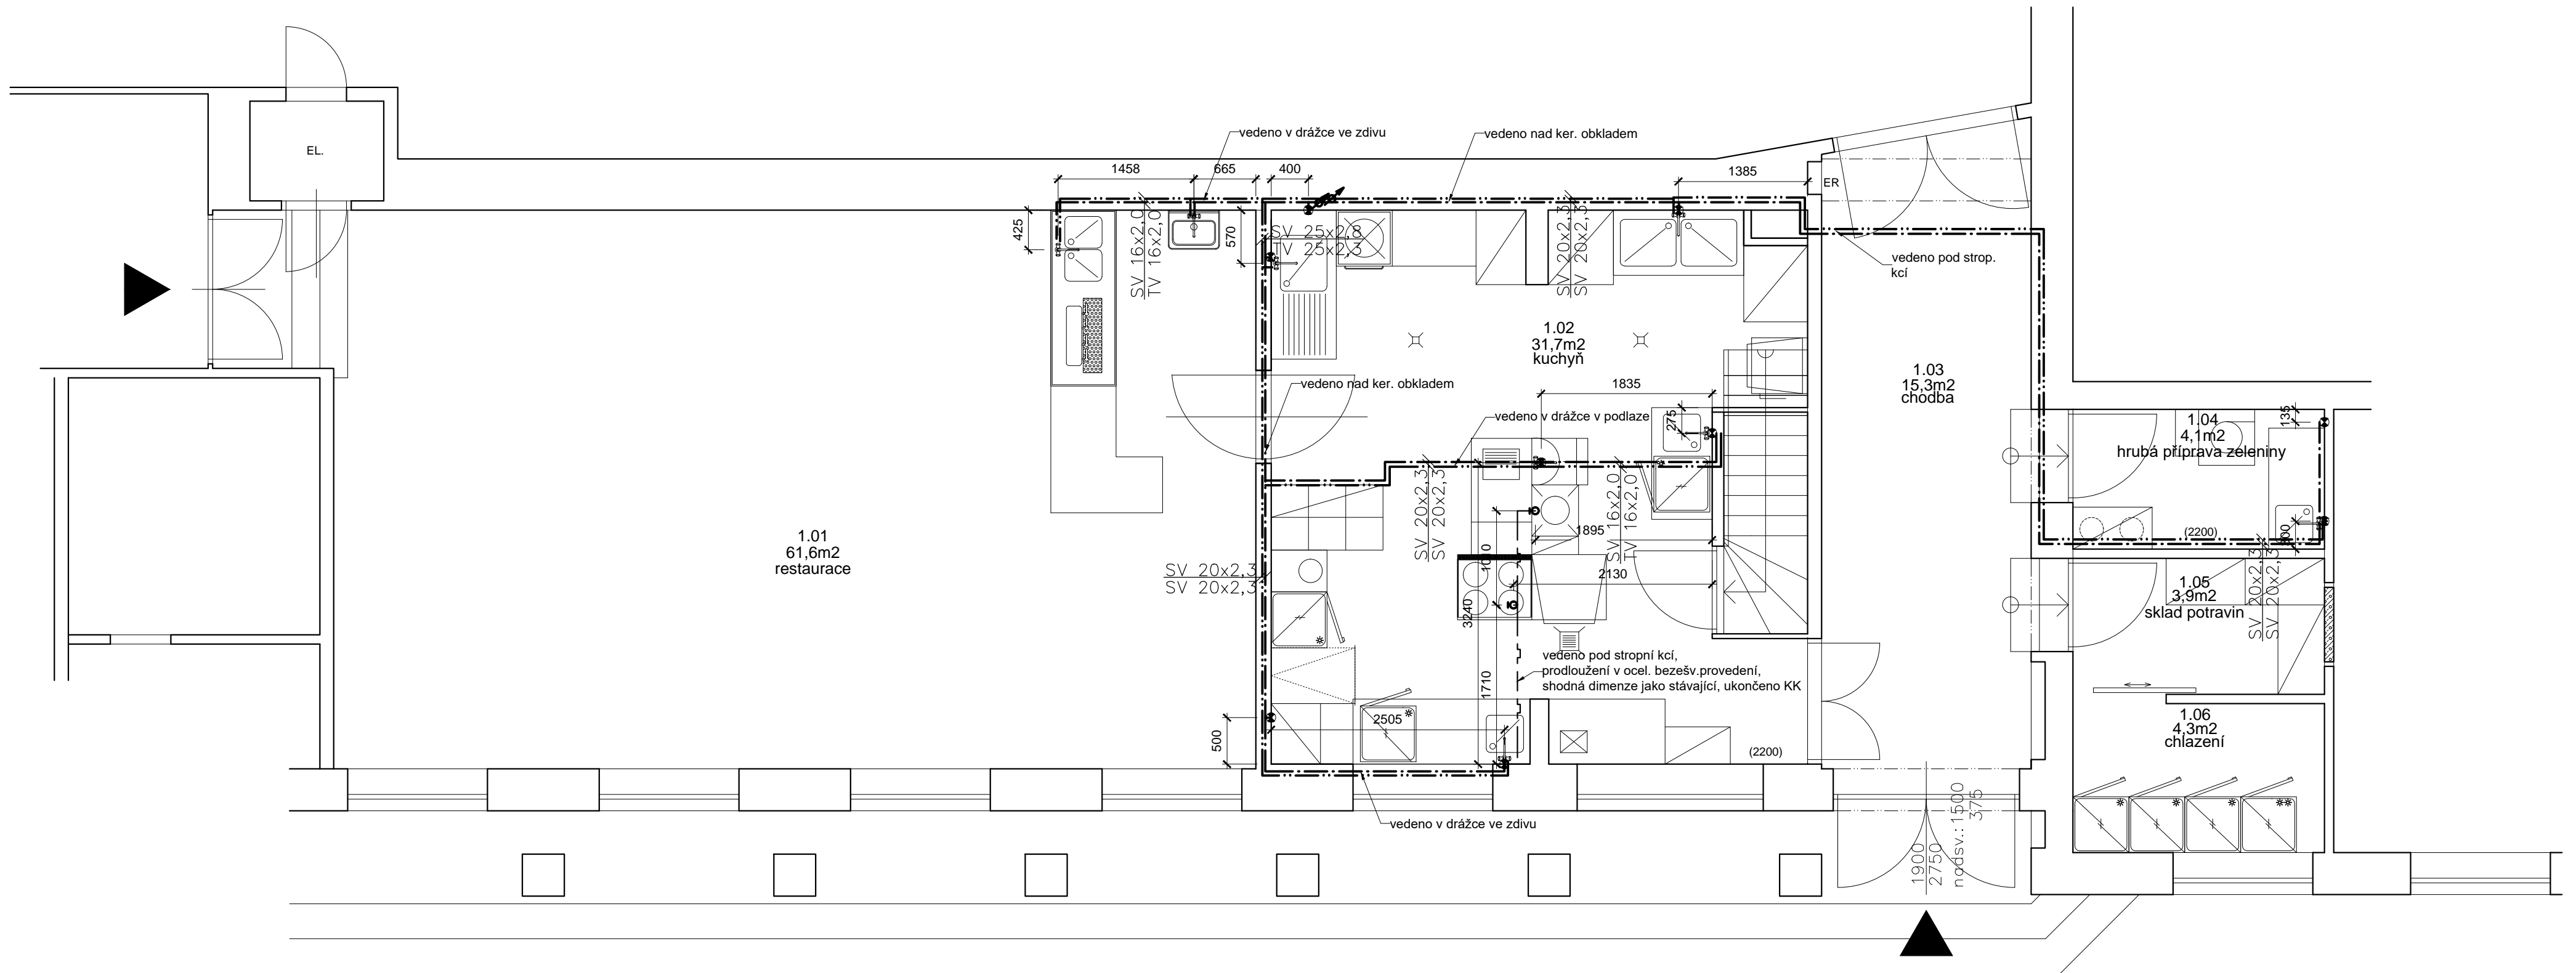 EL.
vedeno v drážce ve zdivu
vedeno nad ker. obkladem
1458
665
400
1385
ER
425
570
SV 16x2,0
TV 16x2,0
SV 25x2,8
TV 25x2,3
SV 20x2,3
SV 20x2,3
vedeno pod strop.
kcí
1.02
31,7m2
kuchyň
1.03
15,3m2
chodba
vedeno nad ker. obkladem
1835
vedeno v drážce v podlaze
275
135
1.04
4,1m2
hrubá příprava zeleniny
SV 20x2,3
SV 20x2,3
SV 16x2,0
TV 16x2,0
1895
(2200)
1.01
61,6m2
restaurace
SV 20x2,3
SV 20x2,3
2130
3240
1.05
3,9m2
sklad potravin
SV 20x2,3
SV 20x2,3
vedeno pod stropní kcí,
prodloužení v ocel. bezešv.provedení,
shodná dimenze jako stávající, ukončeno KK
1710
2505
500
(2200)
1.06
4,3m2
chlazení
vedeno v drážce ve zdivu
1900
2750
nadsv.:1500
375